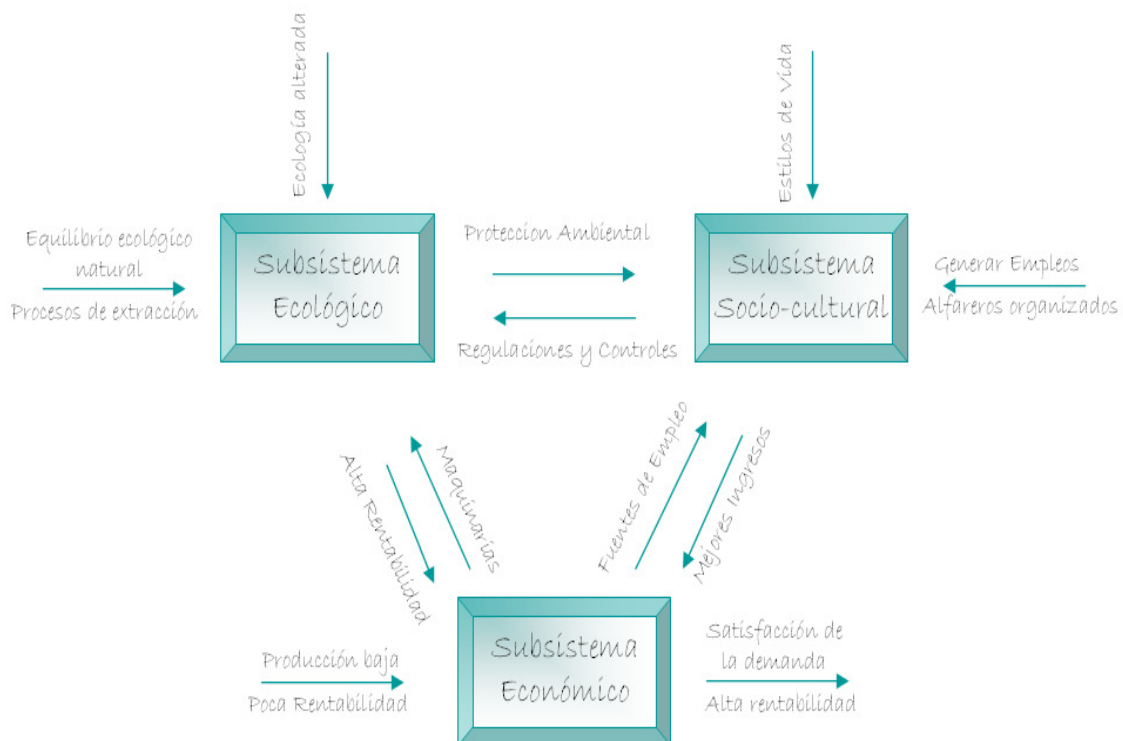 Ecología alterada
Estilos de Vida
Equilibrio ecológico
natural
Procesos de extracción
Subsistema
Ecológico
Proteccion Ambiental
Regulaciones y Controles
Subsistema
Socio-cultural
Generar Empleos
Alfareros organizados
Alta Rentabilidad
Maquinarias
Fuentes de Empleo
Mejores Ingresos
Producción baja
Poca Rentabilidad
Subsistema
Económico
Satisfacción de
la demanda
Alta rentabilidad